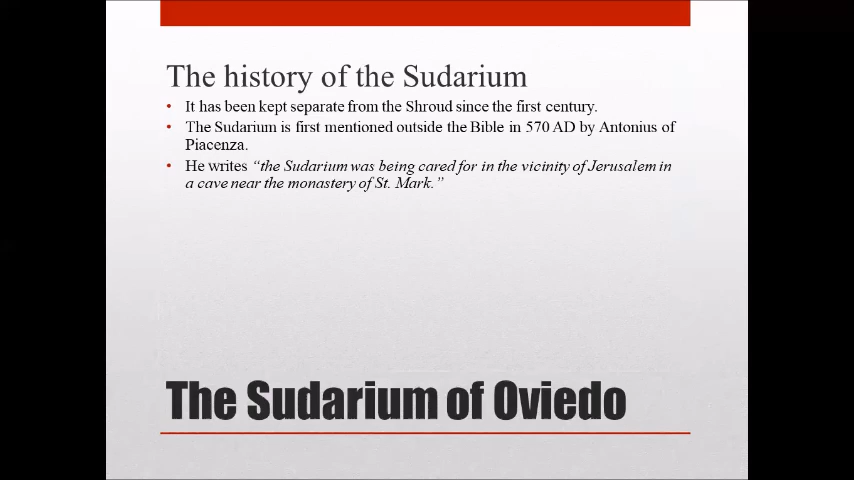 The history of the Sudarium
• It has been kept separate from the Shroud since the first century.
• The Sudarium is first mentioned outside the Bible in 570 AD by Antonius of
Piacenza.
• He writes “the Sudarium was being cared for in the vicinity of Jerusalem in
a cave near the monastery of St. Mark.”
The Sudarium of Oviedo